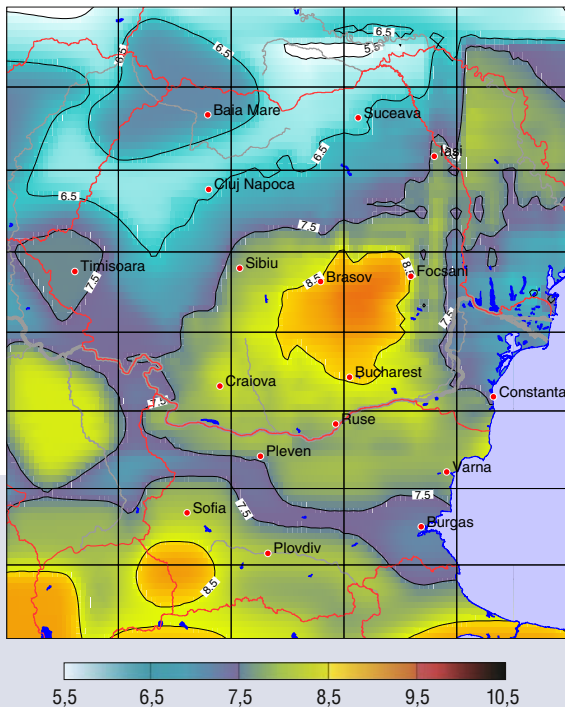 6.5
6.5
5.5
Baia Mare
Suceava
Iasi
6.5
Cluj Napoca
6.5
7.5
Timisoara
Sibiu
Focsani
7.5
8.5
Brasov
8.5
7.5
Craiova
Bucharest
Constanta
7.5
Ruse
Pleven
Varna
Sofia
7.5
7.5
Burgas
Plovdiv
8.5
5,5 6,5 7,5 8,5 9,5 10,5